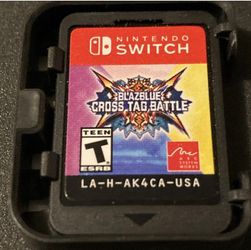 NINTENDO
SWITCH
BLAZBLUE
CROSS TAG BATTLE
TEEN
T
ESRB
ARC
SYSTEM
WORKS
LA-H-AK4CA-USA